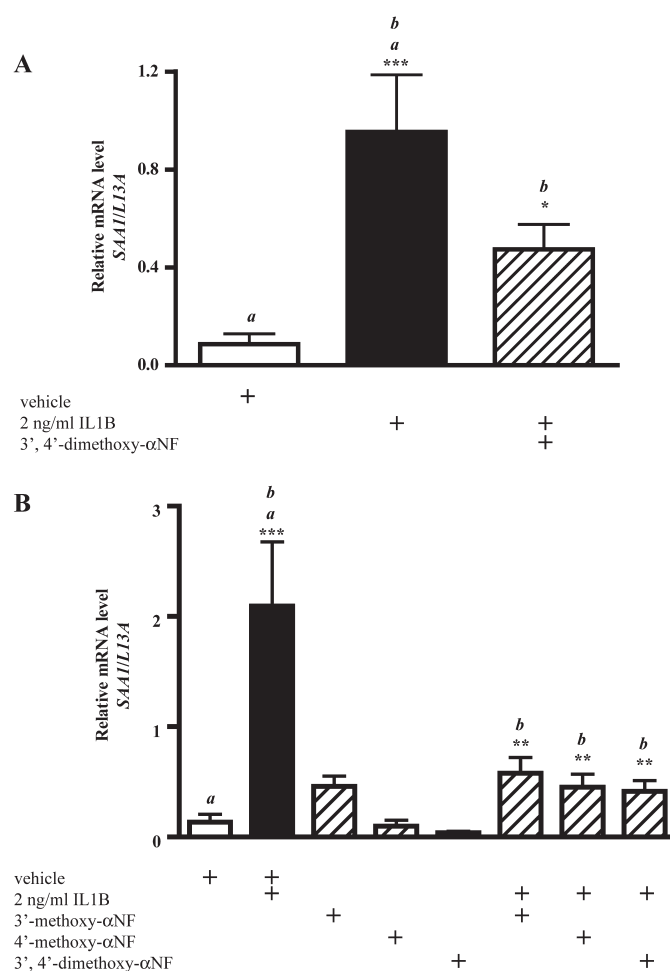 A
b
a
***
1.2
b
*
0.8
Relative mRNA level
SAA1/L13A
0.4
a
0.0
vehicle +
2 ng/ml IL1B + +
3’, 4’-dimethoxy-αNF +
B
b
a
***
3
2
Relative mRNA level
SAA1/L13A
1
b b b
** ** **
a
0
vehicle + +
2 ng/ml IL1B + + + +
3’-methoxy-αNF + +
4’-methoxy-αNF + +
3’, 4’-dimethoxy-αNF + +